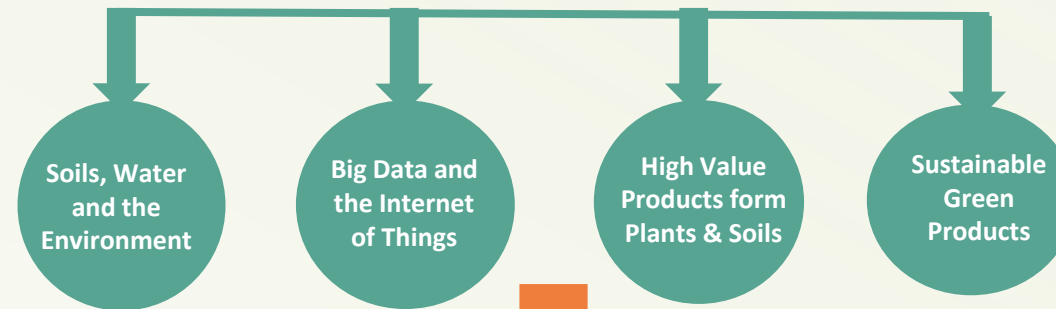 Soils, Water
and the
Environment
Big Data and
the Internet
of Things
High Value
Products form
Plants & Soils
Sustainable
Green
Products